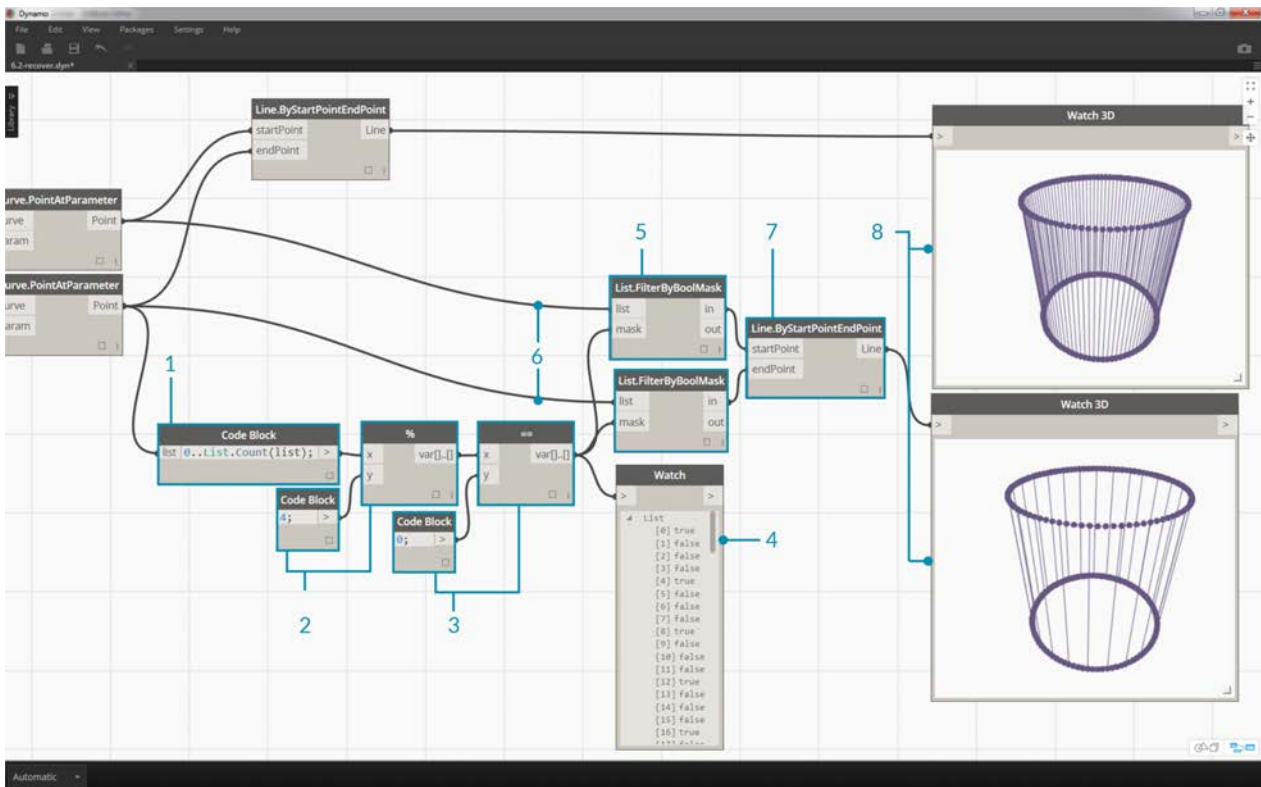 Dynamo
File Edit View Packages Settings Help
6.2-recover.dyn*
Library
Line.ByStartPointEndPoint
startPoint Line
endPoint
Watch 3D
> >
urve.PointAtParameter
urve Point
aram
urve.PointAtParameter
urve Point
aram
5
7
8
List.FilterByBoolMask
list in
mask out
Line.ByStartPointEndPoint
startPoint Line
endPoint
6
1
List.FilterByBoolMask
list in
mask out
Watch 3D
> >
Code Block
list 0..List.Count(list); >
%
x var[]..[]
y
==
x var[]..[]
y
Code Block
4; >
Code Block
0; >
2
3
Watch
> >
List
[0] true
[1] false
[2] false
[3] false
[4] true
[5] false
[6] false
[7] false
[8] true
[9] false
[10] false
[11] false
[12] true
[13] false
[14] false
[15] false
[16] true
[17] false
4
Automatic